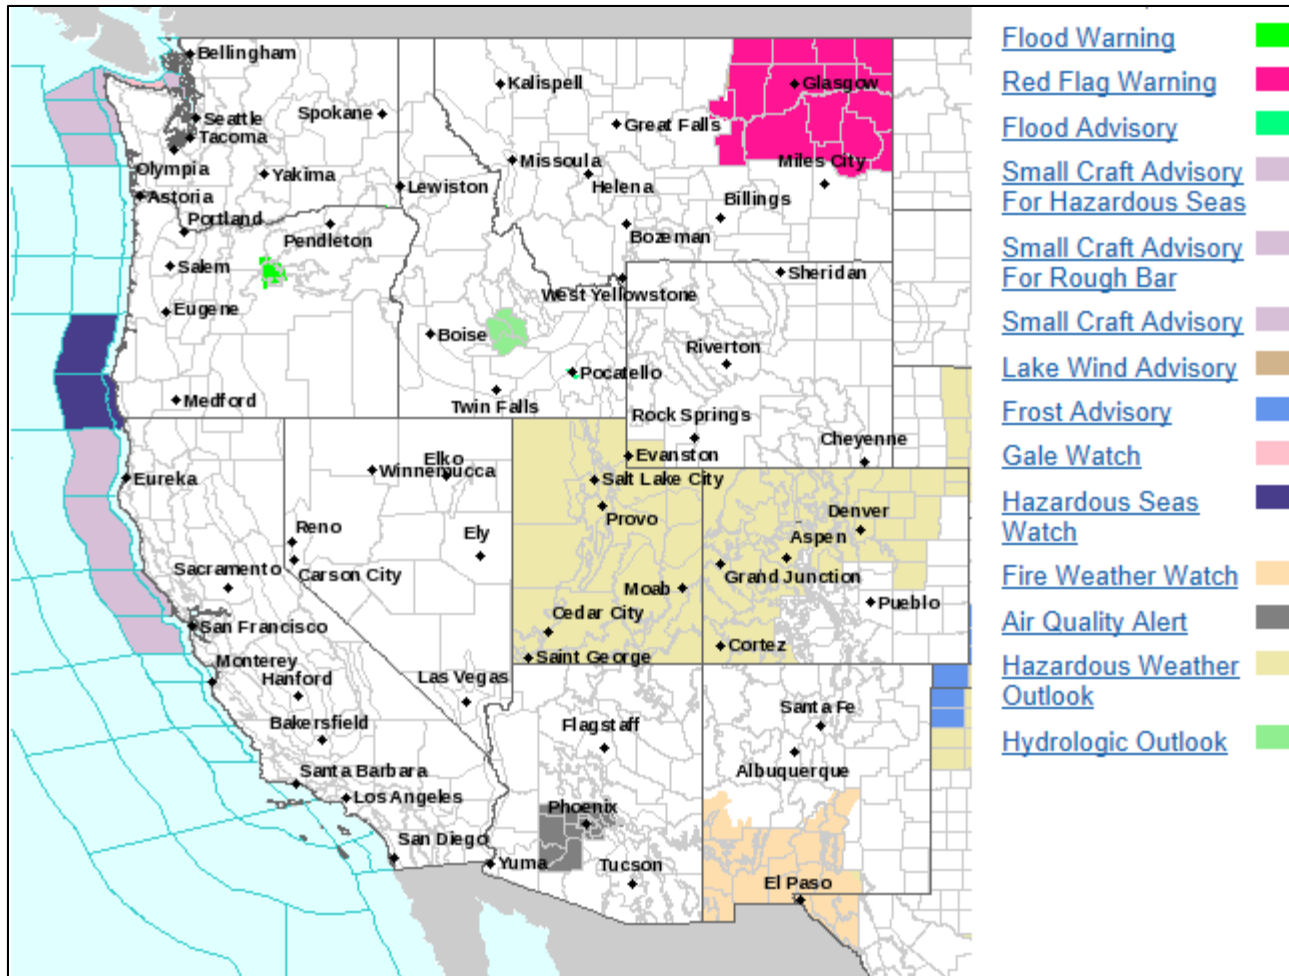 Bellingham
Kalispell
Glasgow
Seattle
Spokane
Great Falls
Tacoma
Olympia
Missoula
Miles City
Yakima
Helena
Lewiston
Astoria
Billings
Portland
Pendleton
Bozeman
Salem
Sheridan
West Yellowstone
Eugene
Boise
Riverton
Pocatello
Medford
Twin Falls
Rock Springs
Cheyenne
Elko
Evanston
Winnemucca
Eureka
Salt Lake City
Provo
Denver
Reno
Ely
Aspen
Sacramento
Carson City
Grand Junction
Moab
Pueblo
Cedar City
San Francisco
Cortez
Saint George
Monterey
Hanford
Las Vegas
Santa Fe
Bakersfield
Flagstaff
Albuquerque
Santa Barbara
Los Angeles
Phoenix
San Diego
Yuma
Tucson
El Paso
Flood Warning
Red Flag Warning
Flood Advisory
Small Craft Advisory
For Hazardous Seas
Small Craft Advisory
For Rough Bar
Small Craft Advisory
Lake Wind Advisory
Frost Advisory
Gale Watch
Hazardous Seas
Watch
Fire Weather Watch
Air Quality Alert
Hazardous Weather
Outlook
Hydrologic Outlook